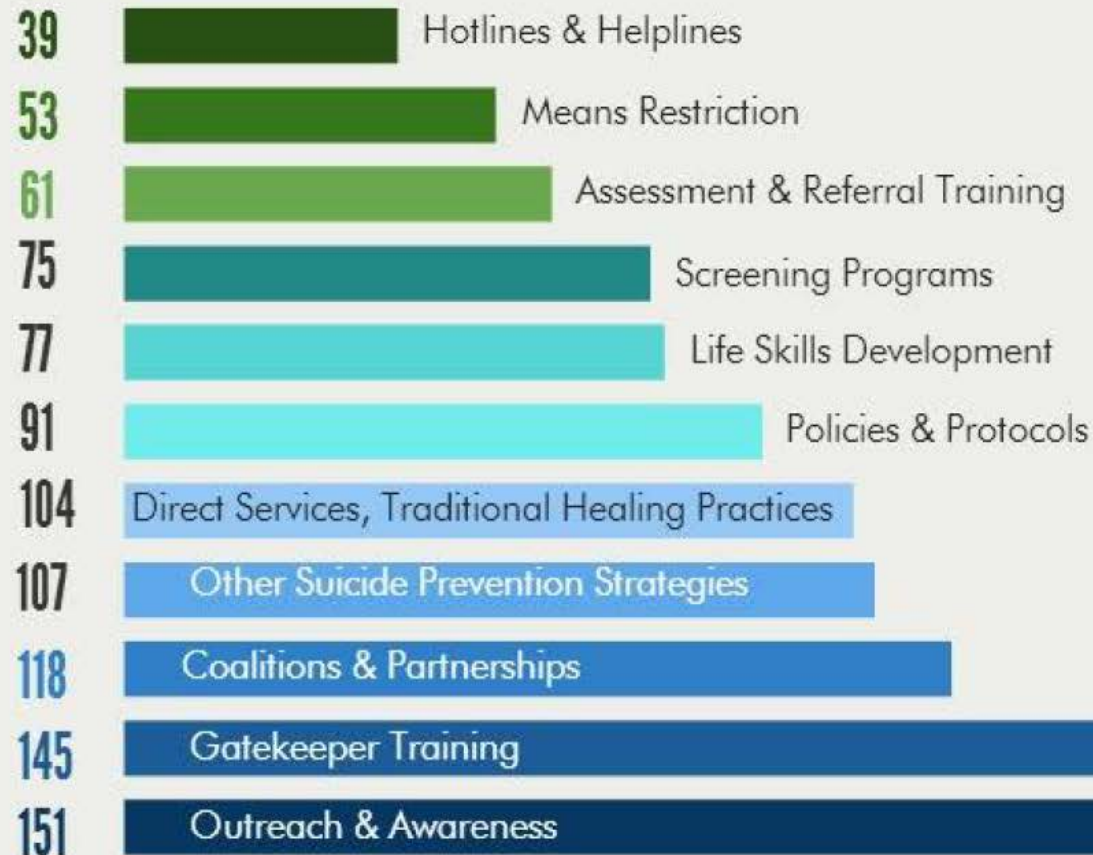 39 Hotlines & Helplines
53 Means Restriction
61 Assessment & Referral Training
75 Screening Programs
77 Life Skills Development
91 Policies & Protocols
104 Direct Services, Traditional Healing Practices
107 Other Suicide Prevention Strategies
118 Coalitions & Partnerships
145 Gatekeeper Training
151 Outreach & Awareness